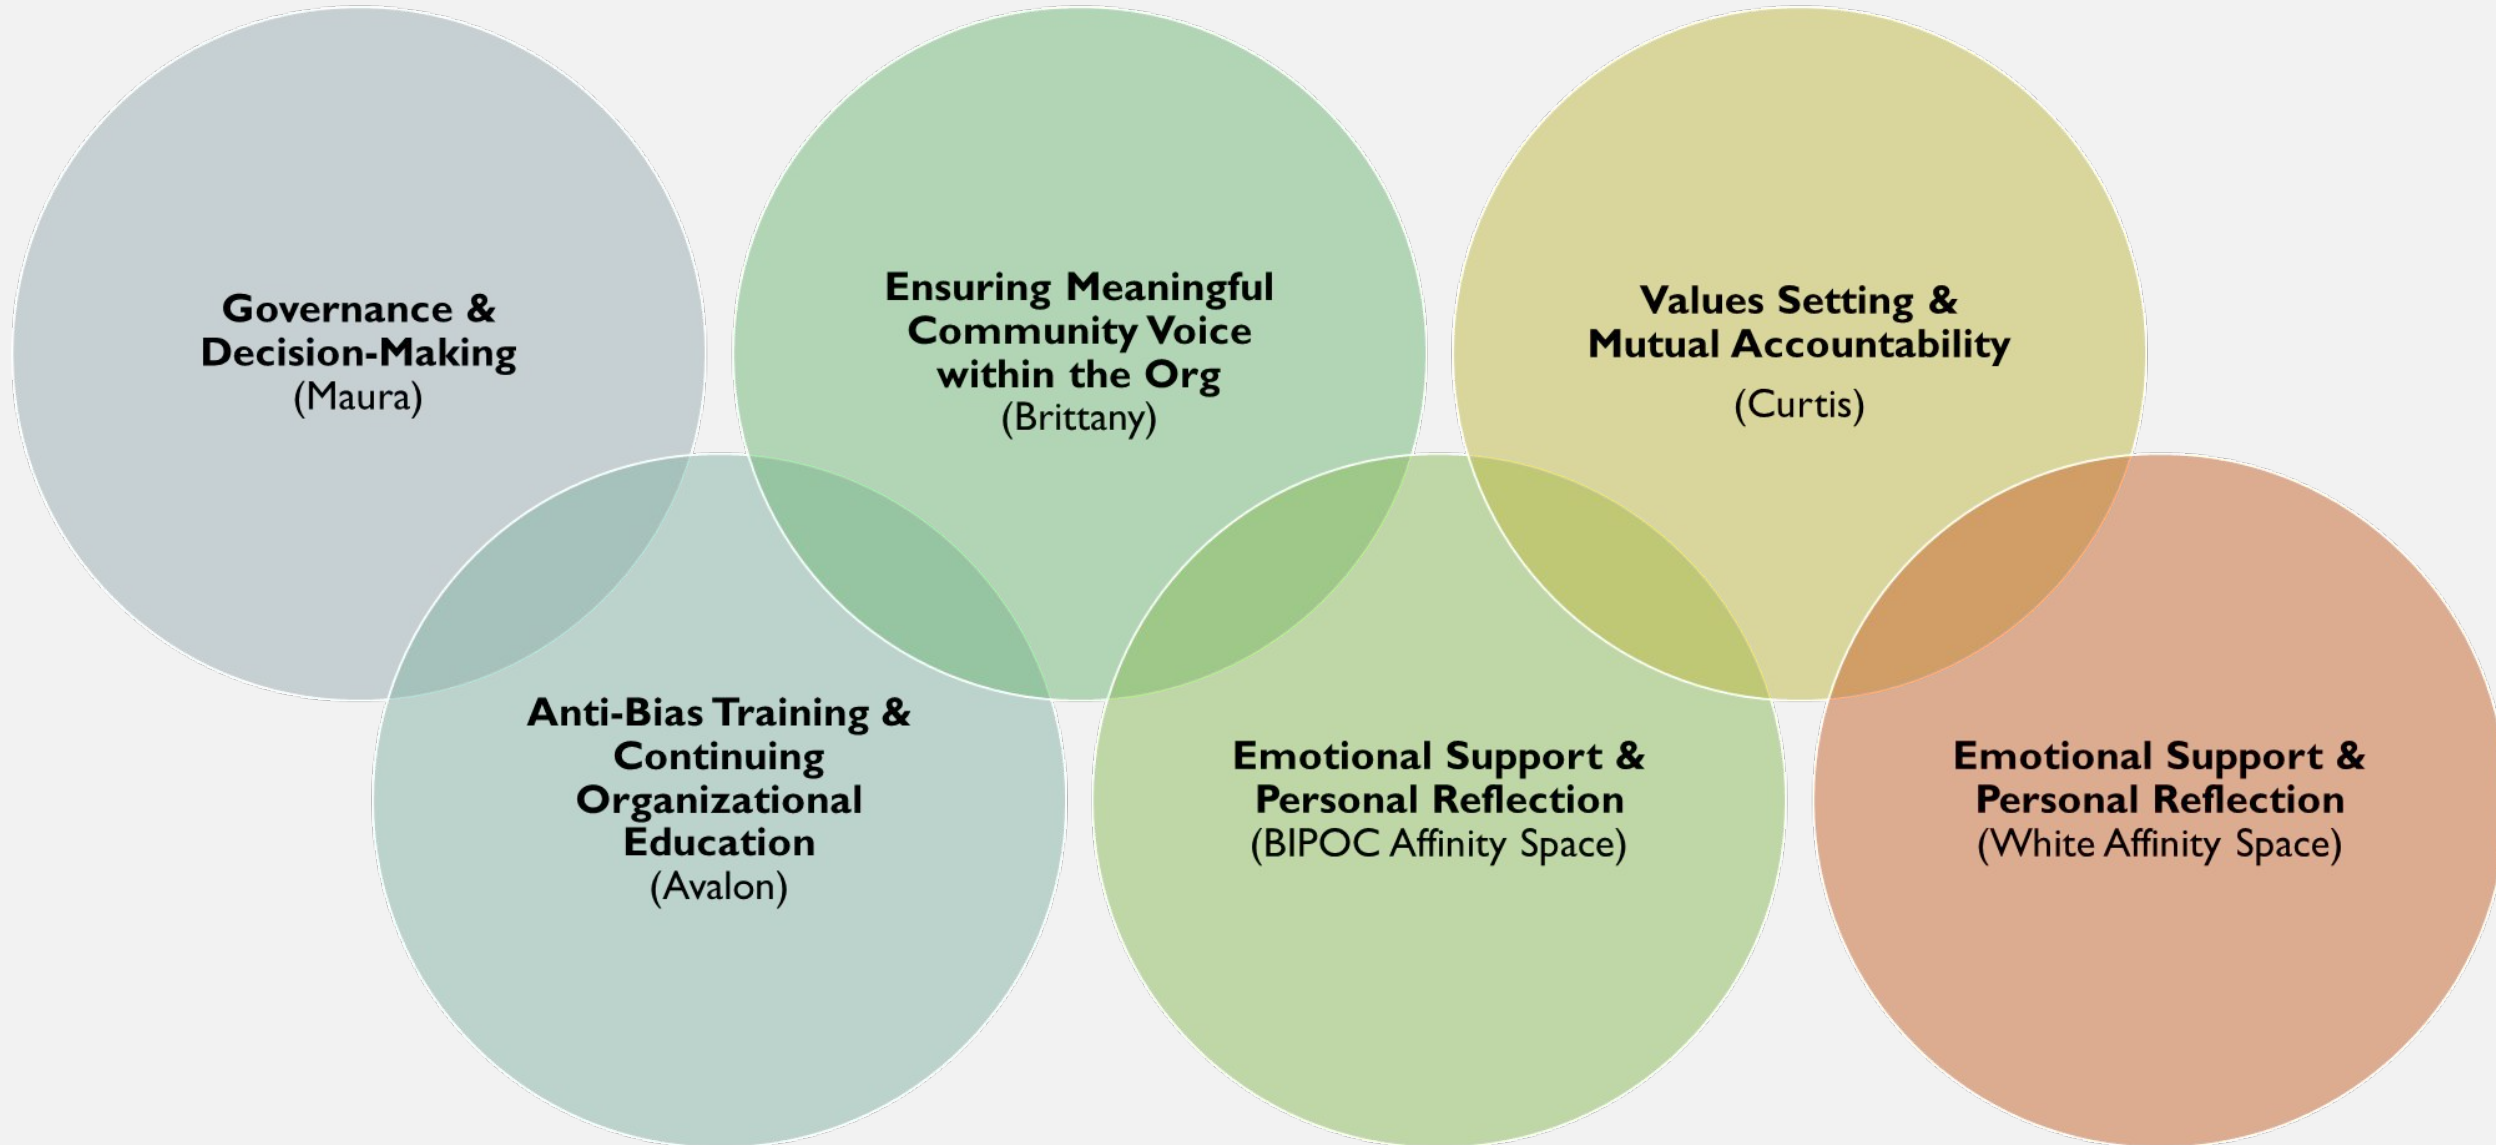 Governance &
Decision-Making
(Maura)
Ensuring Meaningful
Community Voice
within the Org
(Brittany)
Values Setting &
Mutual Accountability
(Curtis)
Anti-Bias Training &
Continuing
Organizational
Education
(Avalon)
Emotional Support &
Personal Reflection
(BIPOC Affinity Space)
Emotional Support &
Personal Reflection
(White Affinity Space)